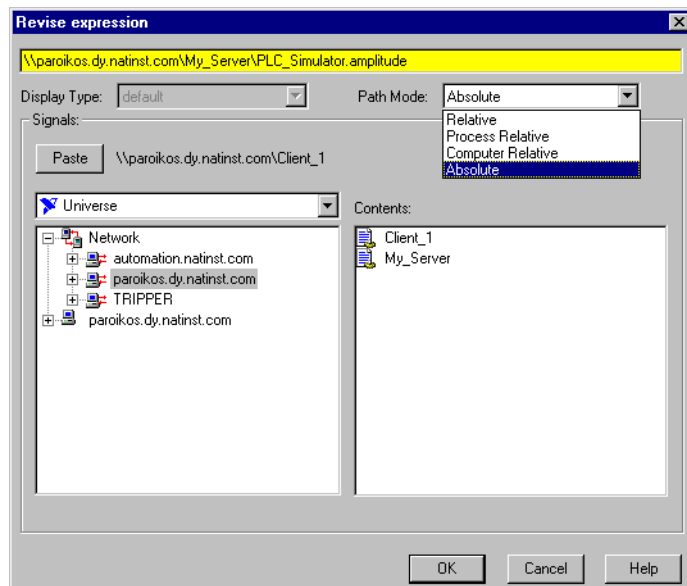 Revise expression
\\paroikos.dy.natinst.com\My_Server\PLC_Simulator.amplitude
Display Type: default Path Mode: Absolute
Relative
Process Relative
Computer Relative
Absolute
Signals:
Paste \\paroikos.dy.natinst.com\Client_1
Universe
Contents:
Network
automation.natinst.com
paroikos.dy.natinst.com
TRIPPER
paroikos.dy.natinst.com
Client_1
My_Server
OK Cancel Help